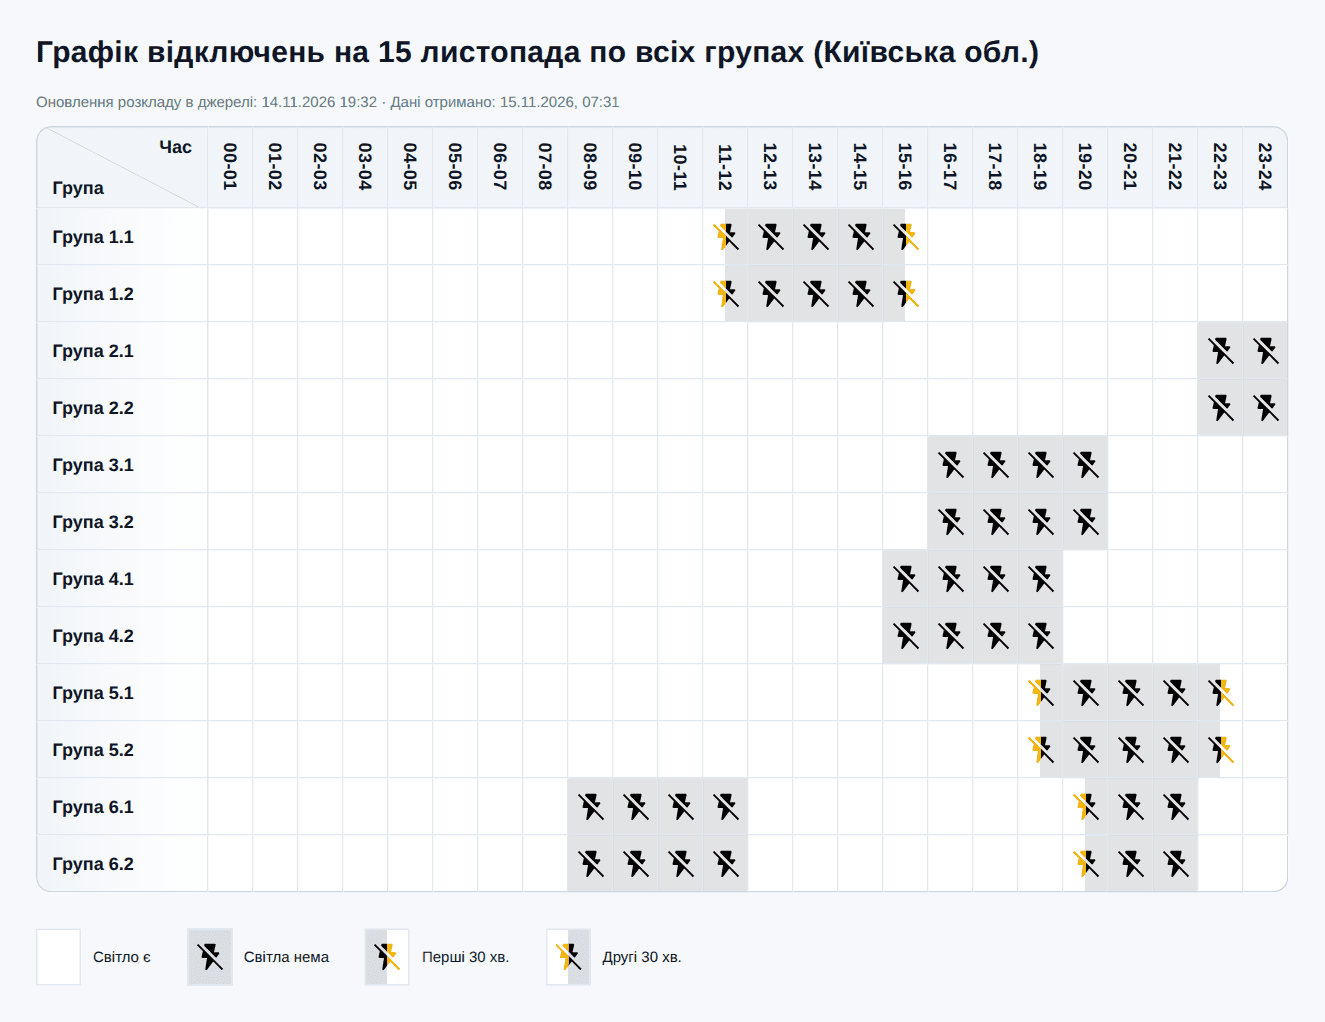 Графік відключень на 15 листопада по всіх групах (Київська обл.)
Оновлення розкладу в джерелі: 14.11.2026 19:32 · Дані отримано: 15.11.2026, 07:31
Час
Група
00-01 01-02 02-03 03-04 04-05 05-06 06-07 07-08 08-09 09-10 10-11 11-12 12-13 13-14 14-15 15-16 16-17 17-18 18-19 19-20 20-21 21-22 22-23 23-24
Група 1.1
Група 1.2
Група 2.1
Група 2.2
Група 3.1
Група 3.2
Група 4.1
Група 4.2
Група 5.1
Група 5.2
Група 6.1
Група 6.2
Світло є Світла нема Перші 30 хв. Другі 30 хв.